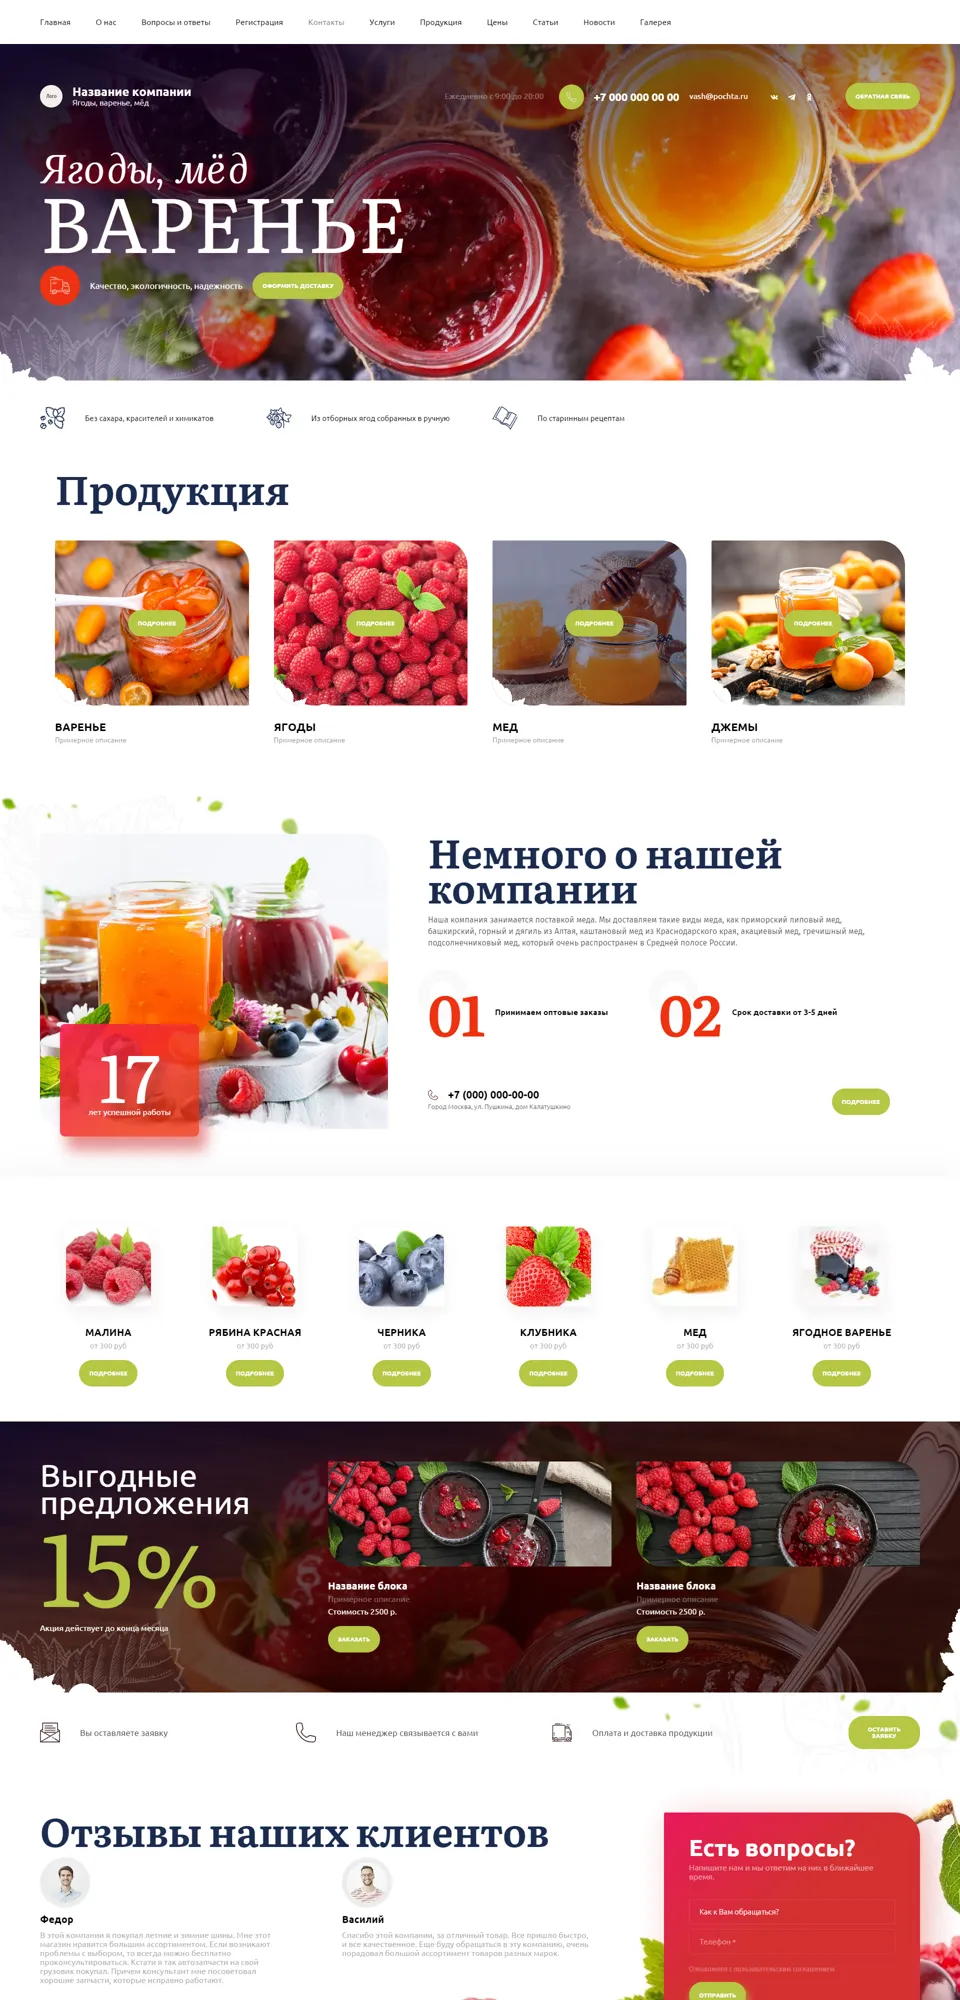 Главная О нас Вопросы и ответы Регистрация Контакты Услуги Продукция Цены Статьи Новости Галерея
Лого
Название компании
Ягоды, варенье, мёд
Ежедневно с 9:00 до 20:00
+7 000 000 00 00
vash@pochta.ru
ОБРАТНАЯ СВЯЗЬ
Ягоды, мёд
ВАРЕНЬЕ
Качество, экологичность, надежность
ОФОРМИТЬ ДОСТАВКУ
Без сахара, красителей и химикатов
Из отборных ягод собранных в ручную
По старинным рецептам
Продукция
ПОДРОБНЕЕ ПОДРОБНЕЕ ПОДРОБНЕЕ ПОДРОБНЕЕ
ВАРЕНЬЕ ЯГОДЫ МЕД ДЖЕМЫ
Примерное описание Примерное описание Примерное описание Примерное описание
Немного о нашей
компании
Наша компания занимается поставкой меда. Мы доставляем такие виды меда, как приморский липовый мед,
башкирский, горный и дягиль из Алтая, каштановый мед из Краснодарского края, акациевый мед, гречишный мед,
подсолнечниковый мед, который очень распространен в Средней полосе России.
01 Принимаем оптовые заказы
02 Срок доставки от 3-5 дней
17
лет успешной работы
+7 (000) 000-00-00
Город Москва, ул. Пушкина, дом Калатушкино
ПОДРОБНЕЕ
МАЛИНА РЯБИНА КРАСНАЯ ЧЕРНИКА КЛУБНИКА МЕД ЯГОДНОЕ ВАРЕНЬЕ
от 300 руб от 300 руб от 300 руб от 300 руб от 300 руб от 300 руб
ПОДРОБНЕЕ ПОДРОБНЕЕ ПОДРОБНЕЕ ПОДРОБНЕЕ ПОДРОБНЕЕ ПОДРОБНЕЕ
Выгодные
предложения
15%
Акция действует до конца месяца
Название блока
Примерное описание
Стоимость 2500 р.
ЗАКАЗАТЬ
Название блока
Примерное описание
Стоимость 2500 р.
ЗАКАЗАТЬ
Вы оставляете заявку
Наш менеджер связывается с вами
Оплата и доставка продукции
ОСТАВИТЬ
ЗАЯВКУ
Отзывы наших клиентов
Федор
В этой компании я покупал летние и зимние шины. Мне этот
магазин нравится большим ассортиментом. Если возникают
проблемы с выбором, то всегда можно бесплатно
проконсультироваться. Кстати я так автозапчасти на свой
грузовик покупал. Причем консультант мне посоветовал
хорошие запчасти, которые исправно работают.
Василий
Спасибо этой компании, за отличный товар. Все пришло быстро,
и все качественное. Еще буду обращаться в эту компанию, очень
порадовал большой ассортимент товаров разных марок.
Есть вопросы?
Напишите нам и мы ответим на них в ближайшее
время.
Как к Вам обращаться?
Телефон *
Ознакомлен с пользовательским соглашением
ОТПРАВИТЬ